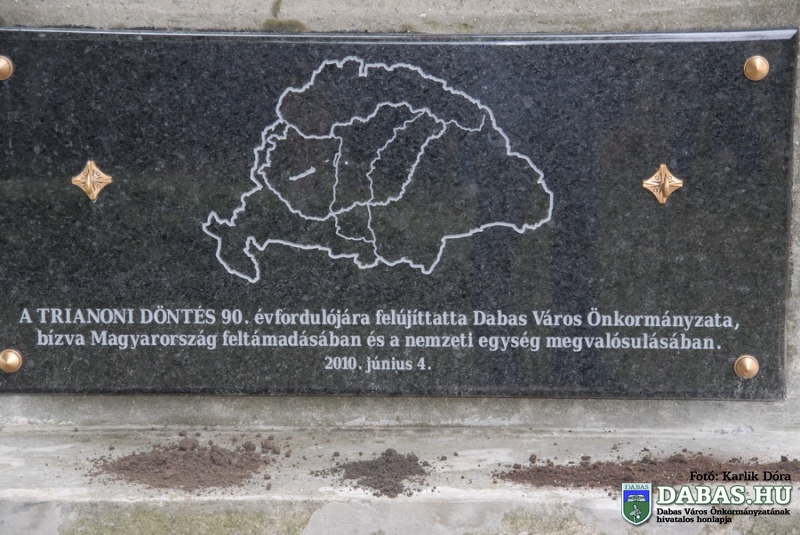 A TRIANONI DÖNTÉS 90. évfordulójára felújíttatta Dabas Város Önkormányzata,
bízva Magyarország feltámadásában és a nemzeti egység megvalósulásában.
2010. június 4.
Fotó: Karlik Dóra
DABAS
DABAS.HU
Dabas Város Önkormányzatának
hivatalos honlapja